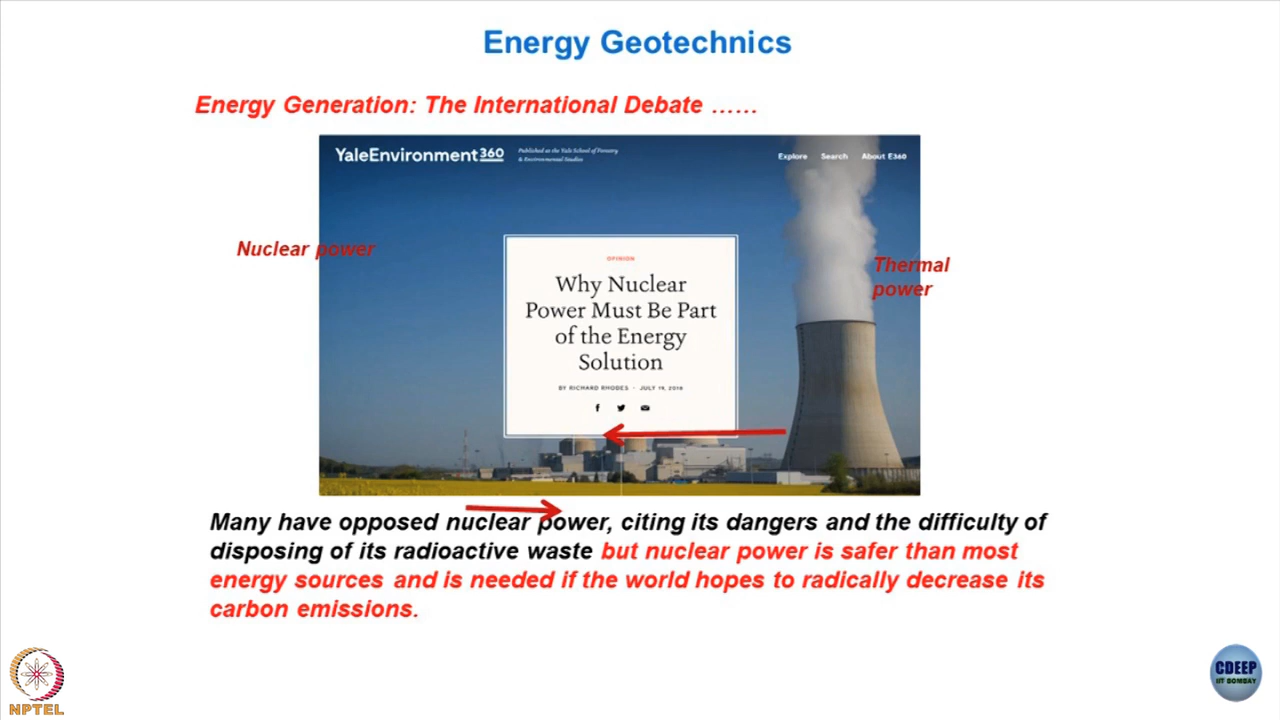 Energy Geotechnics
Energy Generation: The International Debate ……
YaleEnvironment360
Published at the Yale School of Forestry
& Environmental Studies
Explore Search About E360
Nuclear power
Thermal
power
OPINION
Why Nuclear
Power Must Be Part
of the Energy
Solution
BY RICHARD RHODES · JULY 19, 2018
Many have opposed nuclear power, citing its dangers and the difficulty of
disposing of its radioactive waste but nuclear power is safer than most
energy sources and is needed if the world hopes to radically decrease its
carbon emissions.
NPTEL
CDEEP
IIT BOMBAY